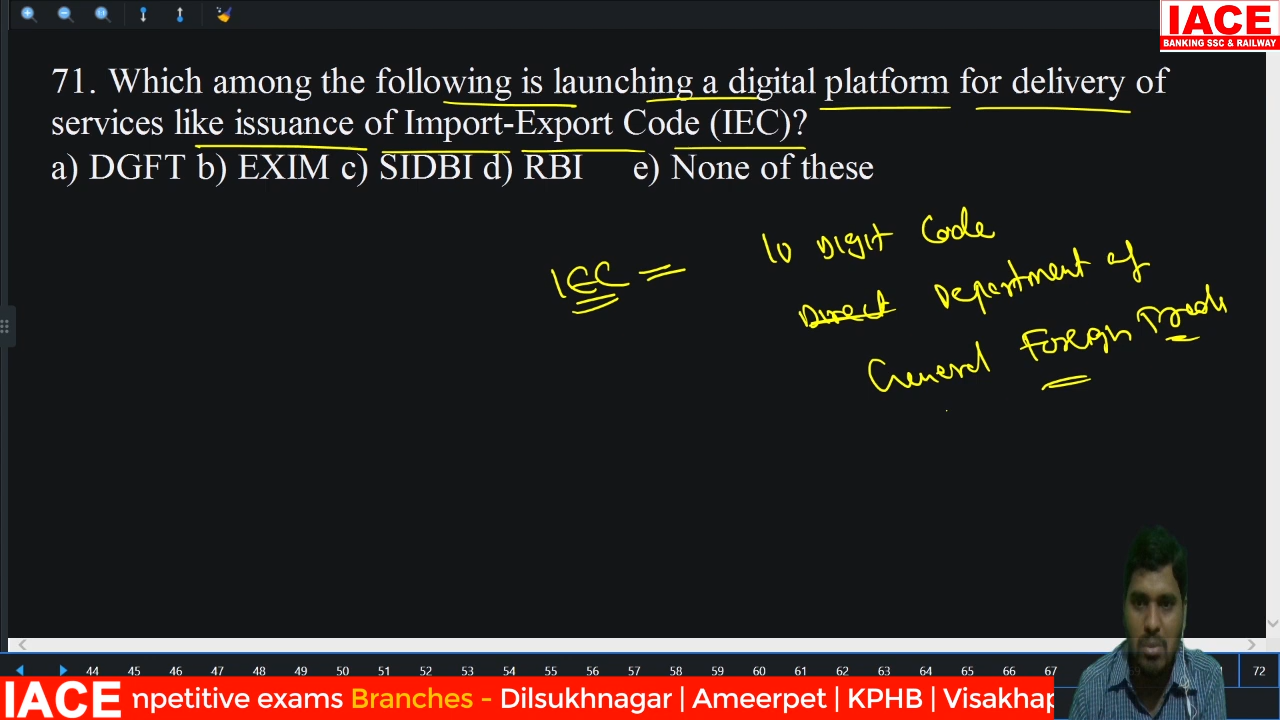 IACE
BANKING SSC & RAILWAY
71. Which among the following is launching a digital platform for delivery of
services like issuance of Import-Export Code (IEC)?
a) DGFT b) EXIM c) SIDBI d) RBI e) None of these
10 Digit Code
IEC =
Direct Department of
General Foreign Trade
44 45 46 47 48 49 50 51 52 53 54 55 56 57 58 59 60 61 62 63 64 65 66 67 72
IACE npetitive exams Branches - Dilsukhnagar | Ameerpet | KPHB | Visakhap